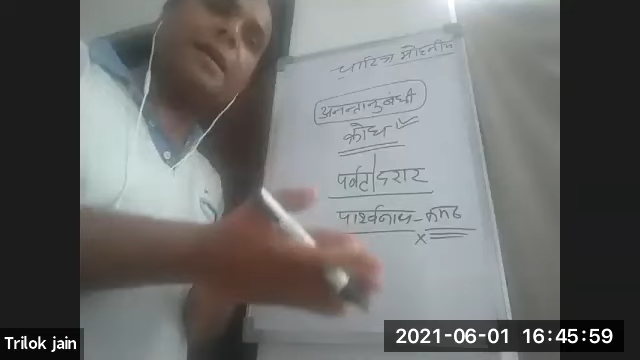 चारित्र मोहनीय
अनन्तानुबंधी
क्रोध
पर्वत/दरार
पार्श्वनाथ-कमठ
x
Trilok jain
2021-06-01 16:45:59